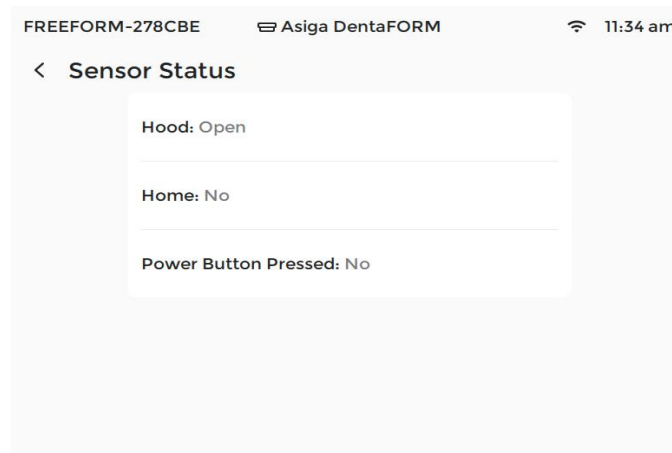 FREEFORM-278CBE Asiga DentaFORM 11:34 am
Sensor Status
Hood: Open
Home: No
Power Button Pressed: No